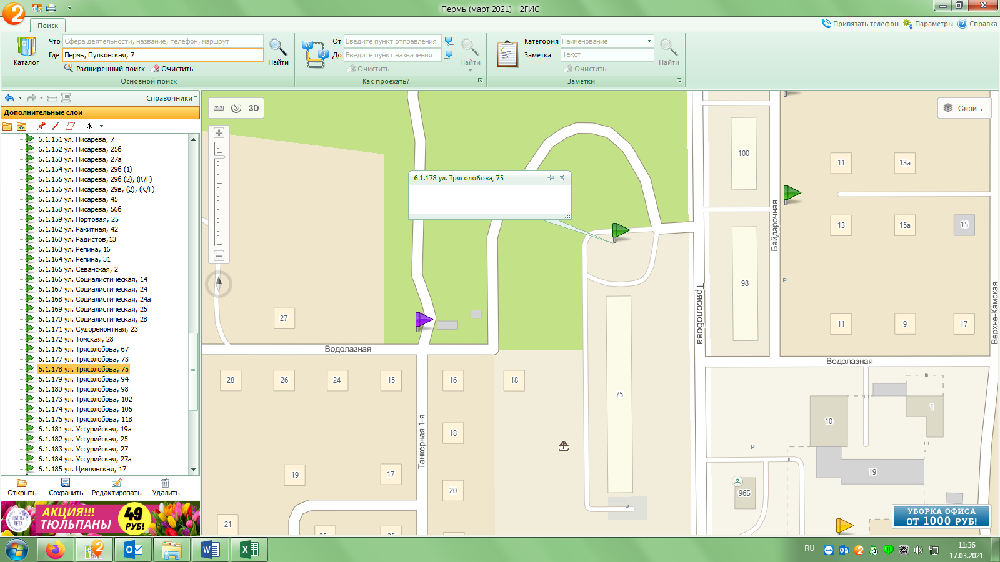 Пермь (март 2021) - 2ГИС
Поиск
Привязать телефон
Параметры
Справка
Каталог
Что
Сфера деятельности, название, телефон, маршрут
Где
Пермь, Пулковская, 7
Расширенный поиск
Очистить
Найти
Основной поиск
От
Введите пункт отправления
До
Введите пункт назначения
Очистить
Найти
Как проехать?
Категория
Наименование
Заметка
Текст
Очистить
Найти
Заметки
Справочники
Дополнительные слои
6.1.151 ул. Писарева, 7
6.1.152 ул. Писарева, 25б
6.1.153 ул. Писарева, 27а
6.1.154 ул. Писарева, 29б (1)
6.1.155 ул. Писарева, 29б (2), (К/Г)
6.1.156 ул. Писарева, 29в, (2), (К/Г)
6.1.157 ул. Писарева, 45
6.1.158 ул. Писарева, 56б
6.1.159 ул. Портовая, 25
6.1.162 ул. Ракитная, 42
6.1.160 ул. Радистов,13
6.1.163 ул. Репина, 16
6.1.164 ул. Репина, 31
6.1.165 ул. Севанская, 2
6.1.166 ул. Социалистическая, 14
6.1.167 ул. Социалистическая, 24
6.1.168 ул. Социалистическая, 24а
6.1.169 ул. Социалистическая, 26
6.1.170 ул. Социалистическая, 28
6.1.171 ул. Судоремонтная, 23
6.1.172 ул. Томская, 28
6.1.176 ул. Трясолобова, 67
6.1.177 ул. Трясолобова, 73
6.1.178 ул. Трясолобова, 75
6.1.179 ул. Трясолобова, 94
6.1.180 ул. Трясолобова, 98
6.1.173 ул. Трясолобова, 102
6.1.174 ул. Трясолобова, 106
6.1.175 ул. Трясолобова, 118
6.1.181 ул. Уссурийская, 19а
6.1.182 ул. Уссурийская, 25
6.1.183 ул. Уссурийская, 27
6.1.184 ул. Уссурийская, 27а
6.1.185 ул. Цимлянская, 17
Открыть
Сохранить
Редактировать
Удалить
ЦВЕТЫ ЛЕТА
АКЦИЯ!!!
ТЮЛЬПАНЫ
49
РУБ!
3D
Слои
6.1.178 ул. Трясолобова, 75
100
11
13а
Байдарочная
13
15а
15
98
P
Трясолобова
Верхне-Камская
27
11
9
17
Водолазная
Водолазная
28
26
24
15
16
18
75
1
10
Танкерная 1-я
18
P
19
17
20
19
96Б
P
21
УБОРКА ОФИСА
ОТ 1000 РУБ!
RU
11:36
17.03.2021